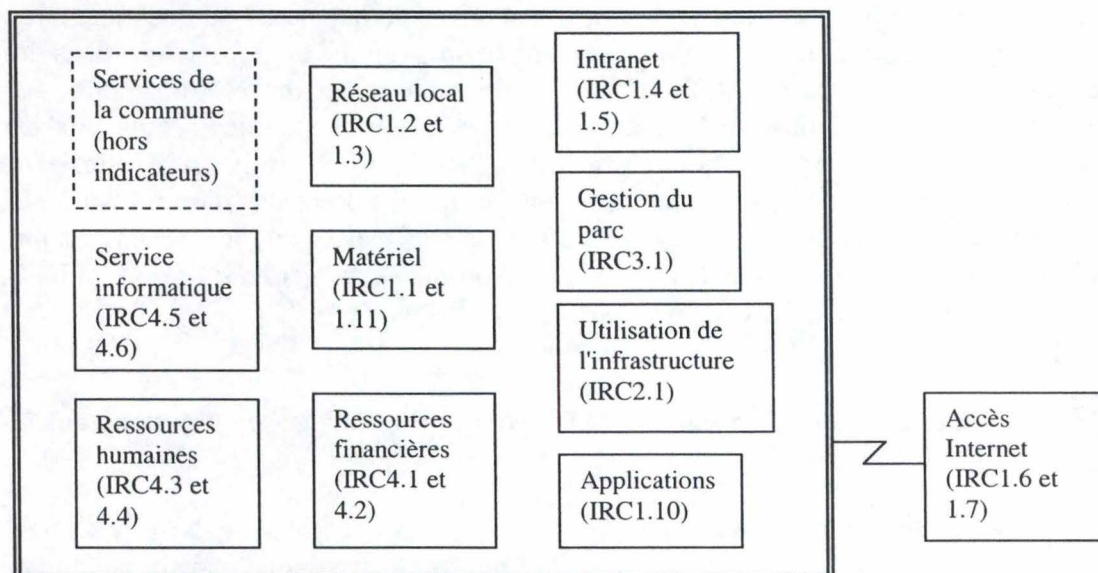 Services de
la commune
(hors
indicateurs)
Réseau local
(IRC1.2 et
1.3)
Intranet
(IRC1.4 et
1.5)
Gestion du
parc
(IRC3.1)
Service
informatique
(IRC4.5 et
4.6)
Matériel
(IRC1.1 et
1.11)
Utilisation de
l'infrastructure
(IRC2.1)
Ressources
humaines
(IRC4.3 et
4.4)
Ressources
financières
(IRC4.1 et
4.2)
Applications
(IRC1.10)
Accès
Internet
(IRC1.6 et
1.7)